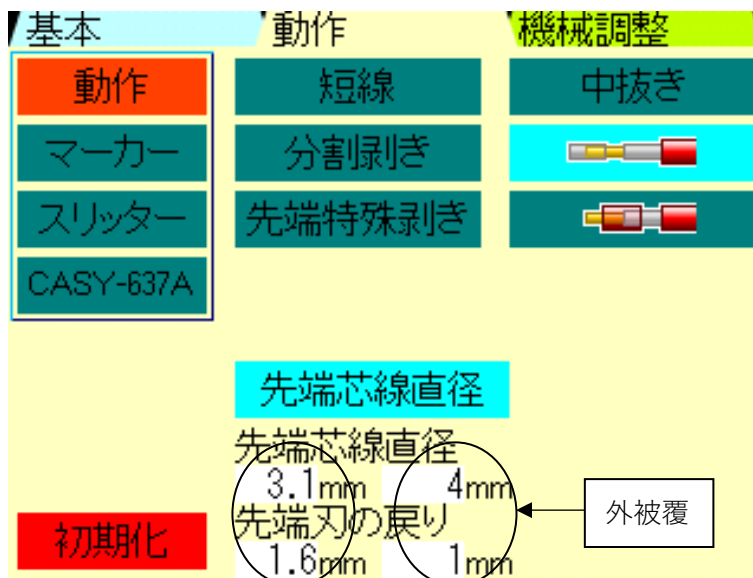 基本 動作 機械調整
動作 短線 中抜き
マーカー 分割剥き
スリッター 先端特殊剥き
CASY-637A
先端芯線直径
先端芯線直径
3.1mm 4mm
先端刃の戻り
1.6mm 1mm
外被覆
初期化